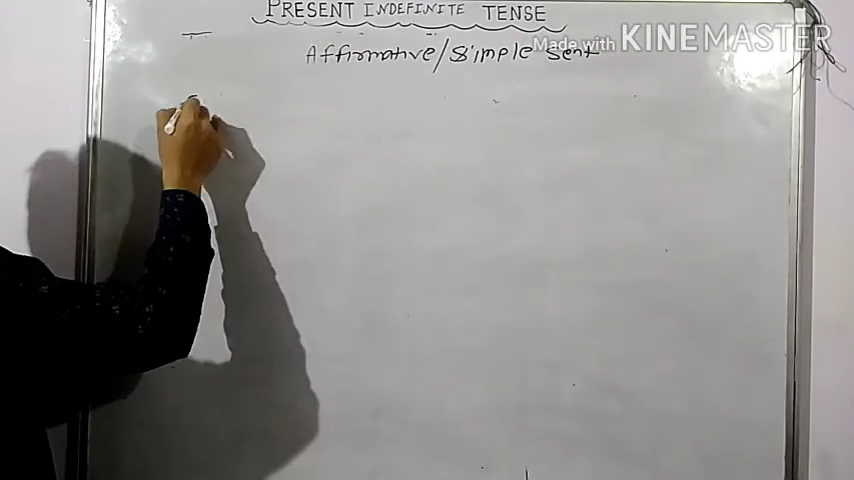 PRESENT INDEFINITE TENSE
Affirmative/Simple Sent
Made with KINEMASTER